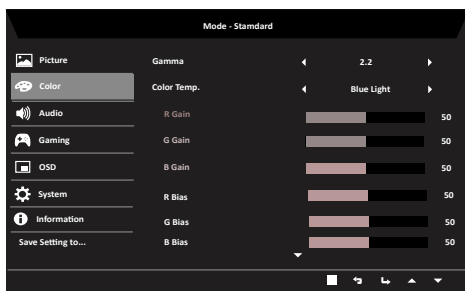 Mode - Stamdard
Picture
Gamma 2.2
Color
Color Temp. Blue Light
Audio
R Gain 50
Gaming
G Gain 50
OSD
B Gain 50
System
R Bias 50
Information
G Bias 50
Save Setting to...
B Bias 50